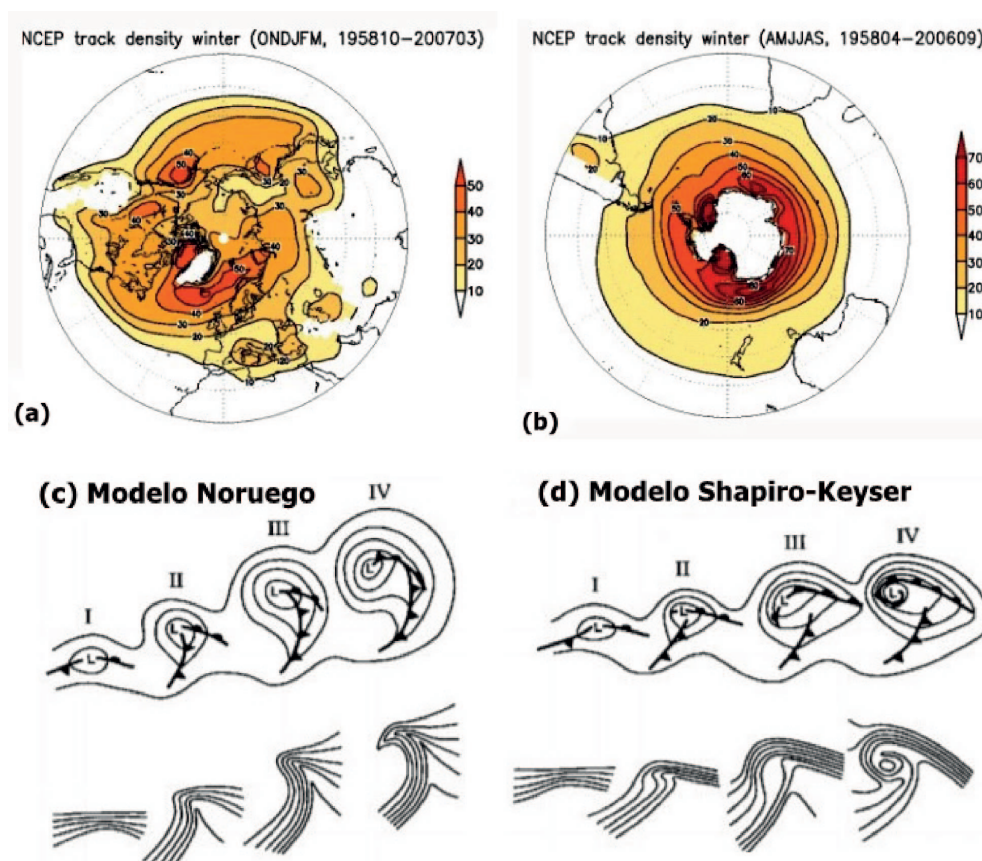 NCEP track density winter (ONDJFM, 195810–200703)
50
40
30
20
10
(a)
NCEP track density winter (AMJJAS, 195804–200609)
70
60
50
40
30
20
10
(b)
(c) Modelo Noruego
I
II
III
IV
L
L
L
L
(d) Modelo Shapiro-Keyser
I
II
III
IV
L
L
L
L